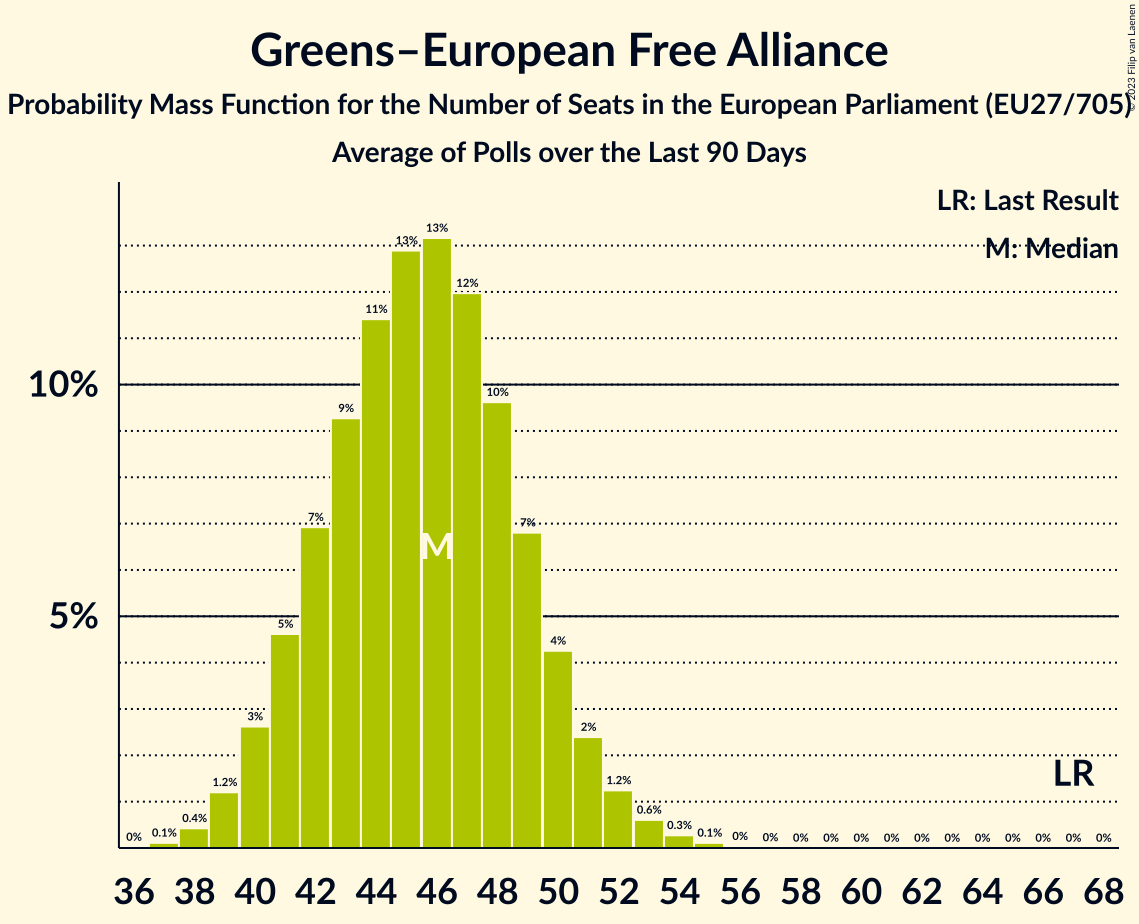 © 2023 Filip van Laenen
Greens–European Free Alliance
Probability Mass Function for the Number of Seats in the European Parliament (EU27/705)
Average of Polls over the Last 90 Days
LR: Last Result
M: Median
10%
5%
0% 0.1% 0.4% 1.2% 3% 5% 7% 9% 11% 13% 13% 12% 10% 7% 4% 2% 1.2% 0.6% 0.3% 0.1% 0% 0% 0% 0% 0% 0% 0% 0% 0% 0% 0% 0% 0%
M
LR
36 38 40 42 44 46 48 50 52 54 56 58 60 62 64 66 68